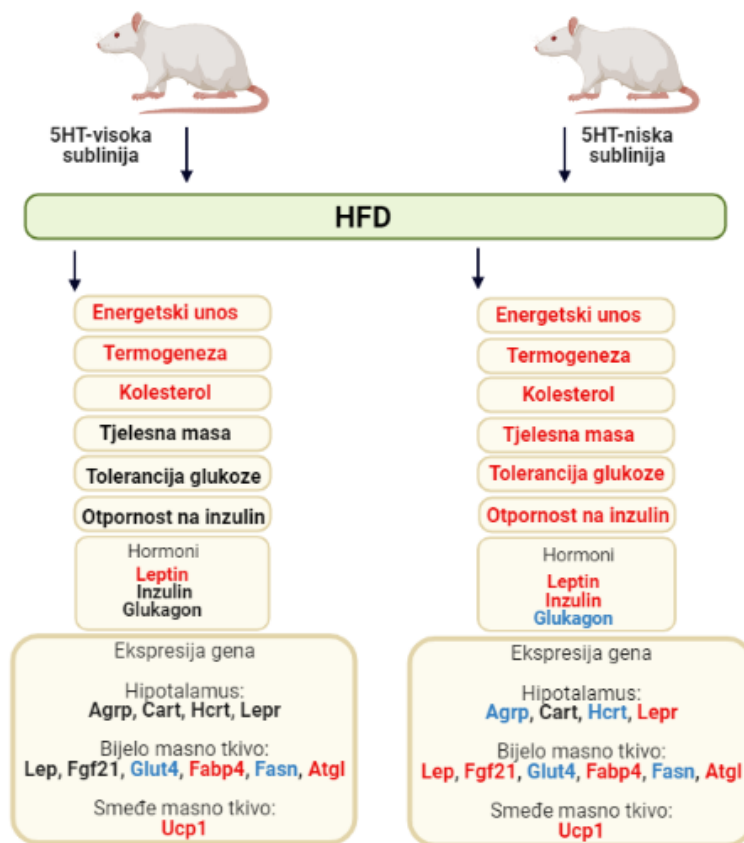 5HT-visoka
sublinija
5HT-niska
sublinija
HFD
Energetski unos
Termogeneza
Kolesterol
Tjelesna masa
Tolerancija glukoze
Otpornost na inzulin
Hormoni
Leptin
Inzulin
Glukagon
Ekspresija gena
Hipotalamus:
Agrp, Cart, Hcrt, Lepr
Bijelo masno tkivo:
Lep, Fgf21, Glut4, Fabp4, Fasn, Atgl
Smeđe masno tkivo:
Ucp1
Energetski unos
Termogeneza
Kolesterol
Tjelesna masa
Tolerancija glukoze
Otpornost na inzulin
Hormoni
Leptin
Inzulin
Glukagon
Ekspresija gena
Hipotalamus:
Agrp, Cart, Hcrt, Lepr
Bijelo masno tkivo:
Lep, Fgf21, Glut4, Fabp4, Fasn, Atgl
Smeđe masno tkivo:
Ucp1